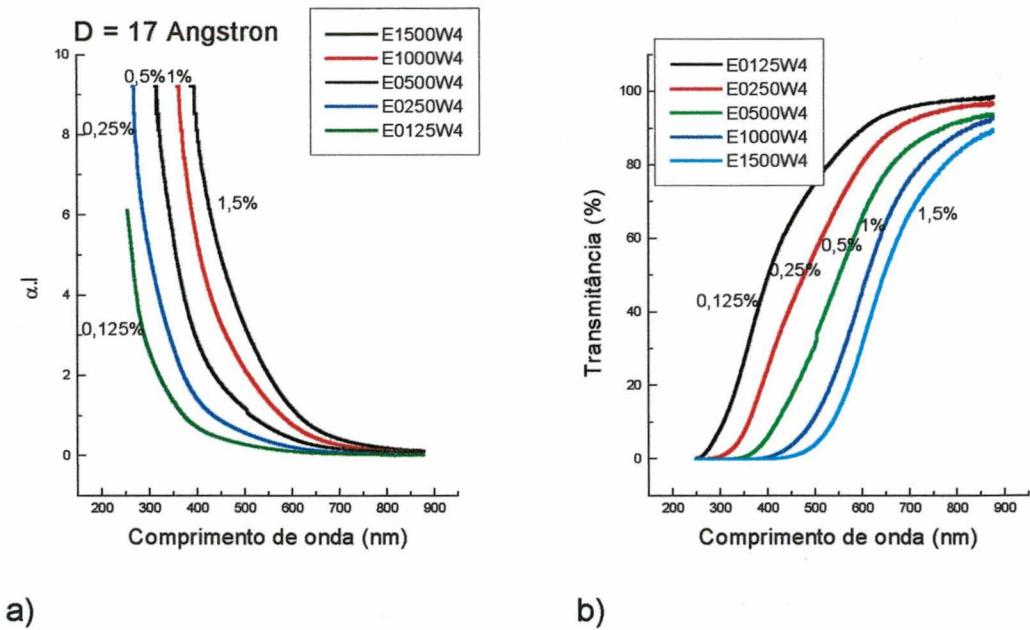 D = 17 Angstron
E1500W4
E1000W4
E0500W4
E0250W4
E0125W4
10
8
6
4
2
0
α.l
0,5%
1%
0,25%
1,5%
0,125%
200 300 400 500 600 700 800 900
Comprimento de onda (nm)
a)
E0125W4
E0250W4
E0500W4
E1000W4
E1500W4
100
80
60
40
20
0
Transmitância (%)
1,5%
1%
0,5%
0,25%
0,125%
200 300 400 500 600 700 800 900
Comprimento de onda (nm)
b)